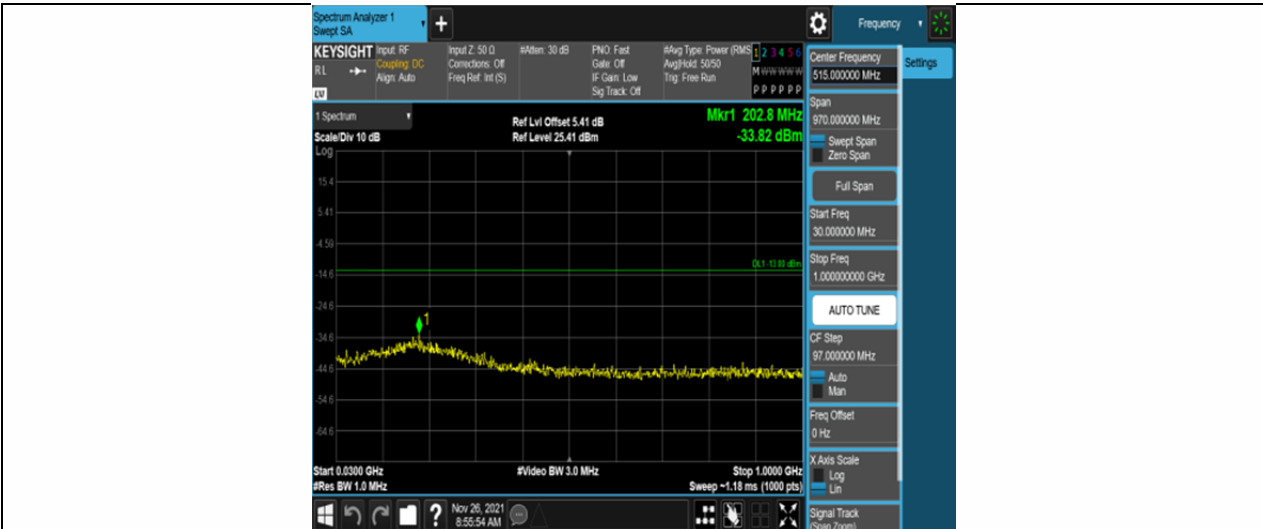 Spectrum Analyzer 1
Swept SA
+
Frequency
KEYSIGHT
RL
LV
Input: RF
Coupling: DC
Align: Auto
Input Z: 50 Ω
Corrections: Off
Freq Ref: Int (S)
#Atten: 30 dB
PNO: Fast
Gate: Off
IF Gain: Low
Sig Track: Off
#Avg Type: Power (RMS
Avg|Hold: 50/50
Trig: Free Run
1 2 3 4 5 6
M W W W W W
P P P P P P
1 Spectrum
Scale/Div 10 dB
Log
Ref Lvl Offset 5.41 dB
Ref Level 25.41 dBm
Mkr1 202.8 MHz
-33.82 dBm
15.4
5.41
-4.59
DL1 -13.00 dBm
-14.6
-24.6
1
-34.6
-44.6
-54.6
-64.6
Start 0.0300 GHz
#Res BW 1.0 MHz
#Video BW 3.0 MHz
Stop 1.0000 GHz
Sweep ~1.18 ms (1000 pts)
?
Nov 26, 2021
8:55:54 AM
Center Frequency
515.000000 MHz
Settings
Span
970.000000 MHz
Swept Span
Zero Span
Full Span
Start Freq
30.000000 MHz
Stop Freq
1.000000000 GHz
AUTO TUNE
CF Step
97.000000 MHz
Auto
Man
Freq Offset
0 Hz
X Axis Scale
Log
Lin
Signal Track
(Span Zoom)